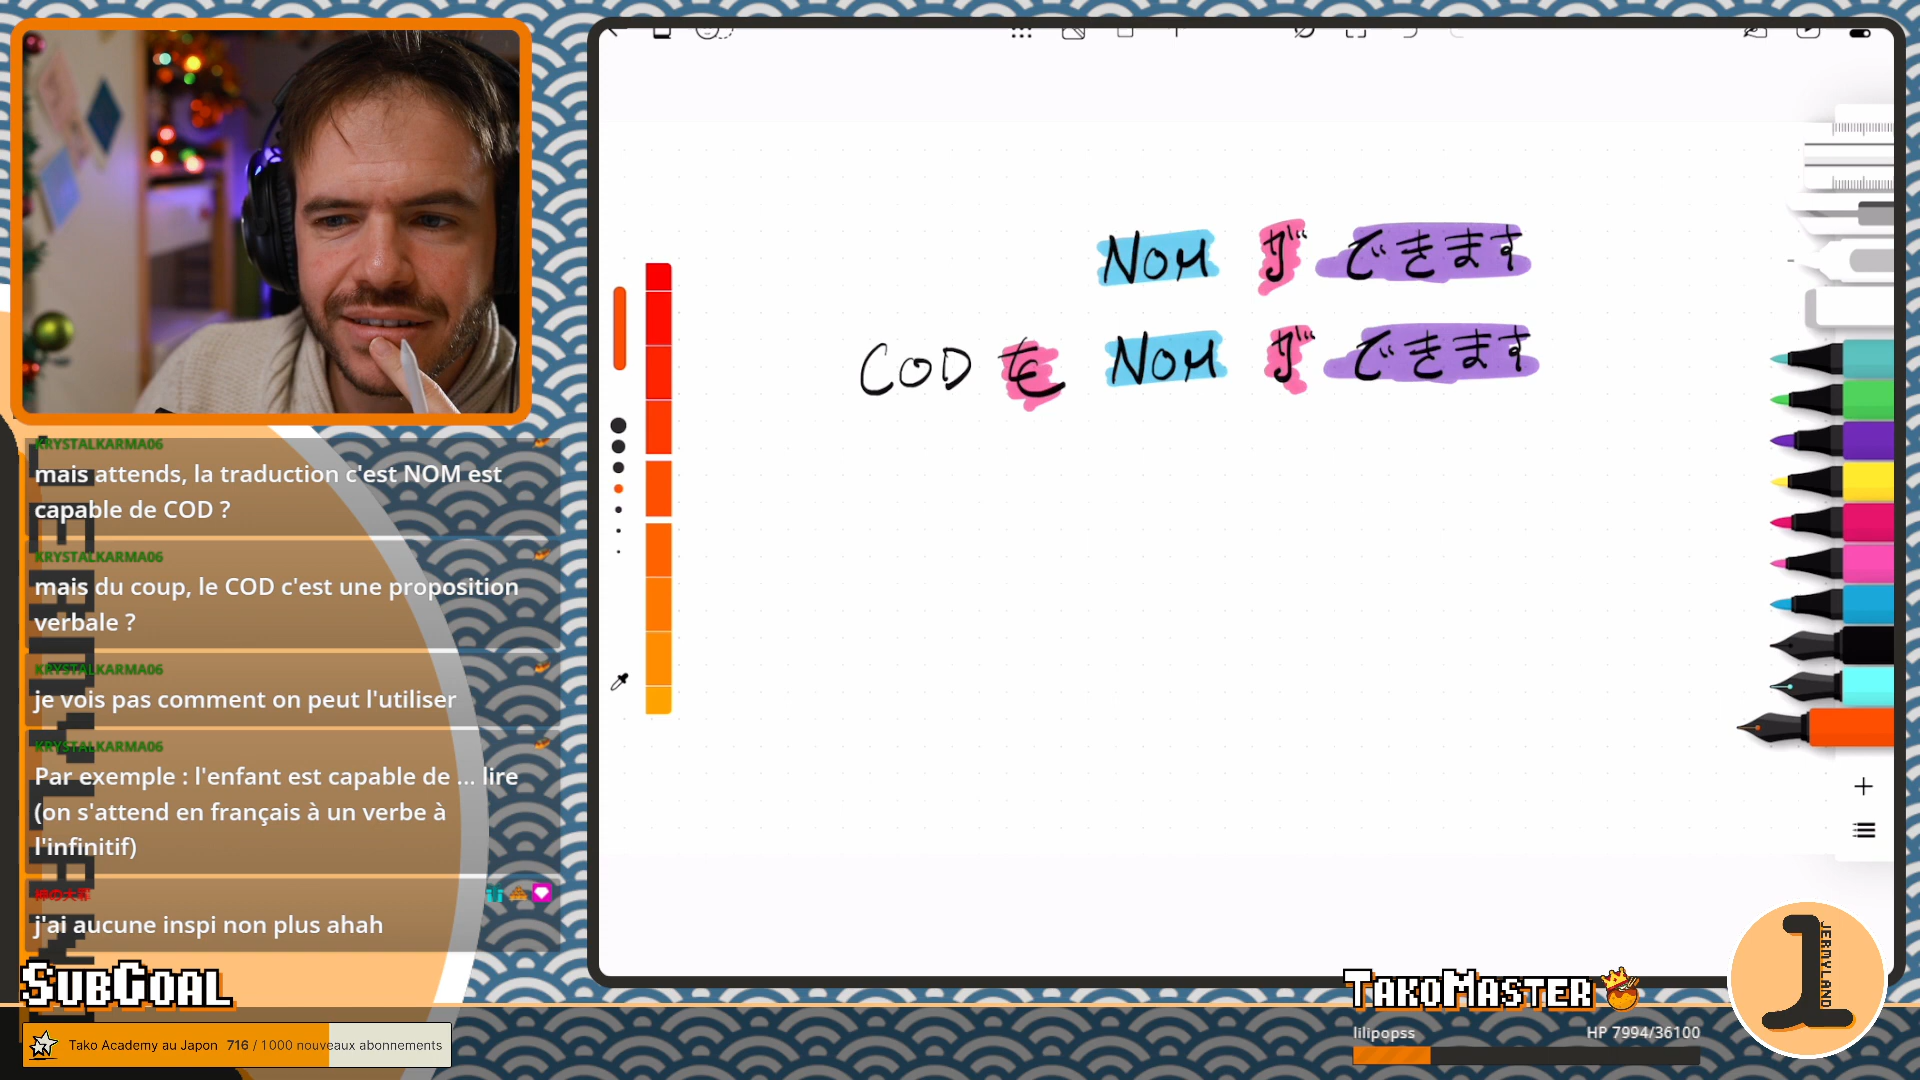 Nom が できます
COD を Nom が できます
KRYSTALKARMA06
mais attends, la traduction c'est NOM est
capable de COD ?
KRYSTALKARMA06
mais du coup, le COD c'est une proposition
verbale ?
KRYSTALKARMA06
je vois pas comment on peut l'utiliser
KRYSTALKARMA06
Par exemple : l'enfant est capable de ... lire
(on s'attend en français à un verbe à
l'infinitif)
j'ai aucune inspi non plus ahah
SUBGOAL
Tako Academy au Japon 716 / 1000 nouveaux abonnements
TAKOMASTER
lilipopss HP 7994/36100
JERMYLAND